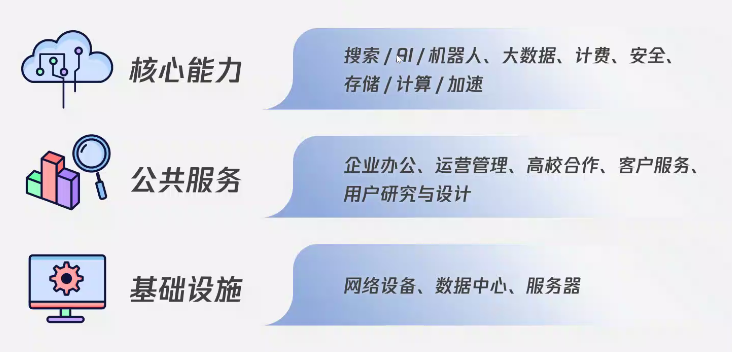 核心能力
搜索 / AI / 机器人、大数据、计费、安全、
存储 / 计算 / 加速
公共服务
企业办公、运营管理、高校合作、客户服务、
用户研究与设计
基础设施
网络设备、数据中心、服务器